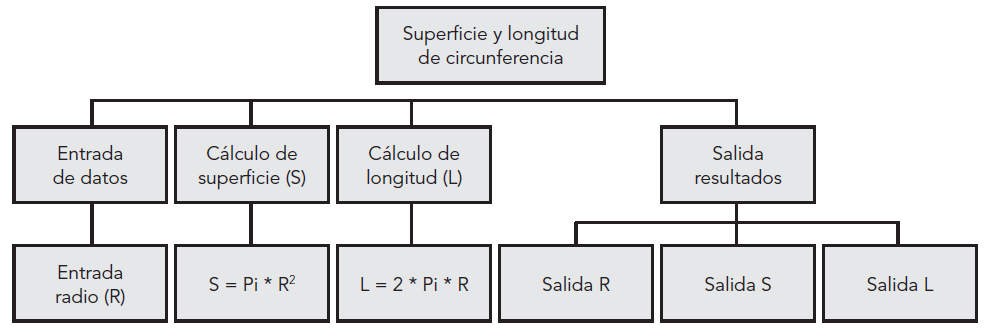 Superficie y longitud
de circunferencia
Entrada
de datos
Cálculo de
superficie (S)
Cálculo de
longitud (L)
Salida
resultados
Entrada
radio (R)
S = Pi * R²
L = 2 * Pi * R
Salida R
Salida S
Salida L